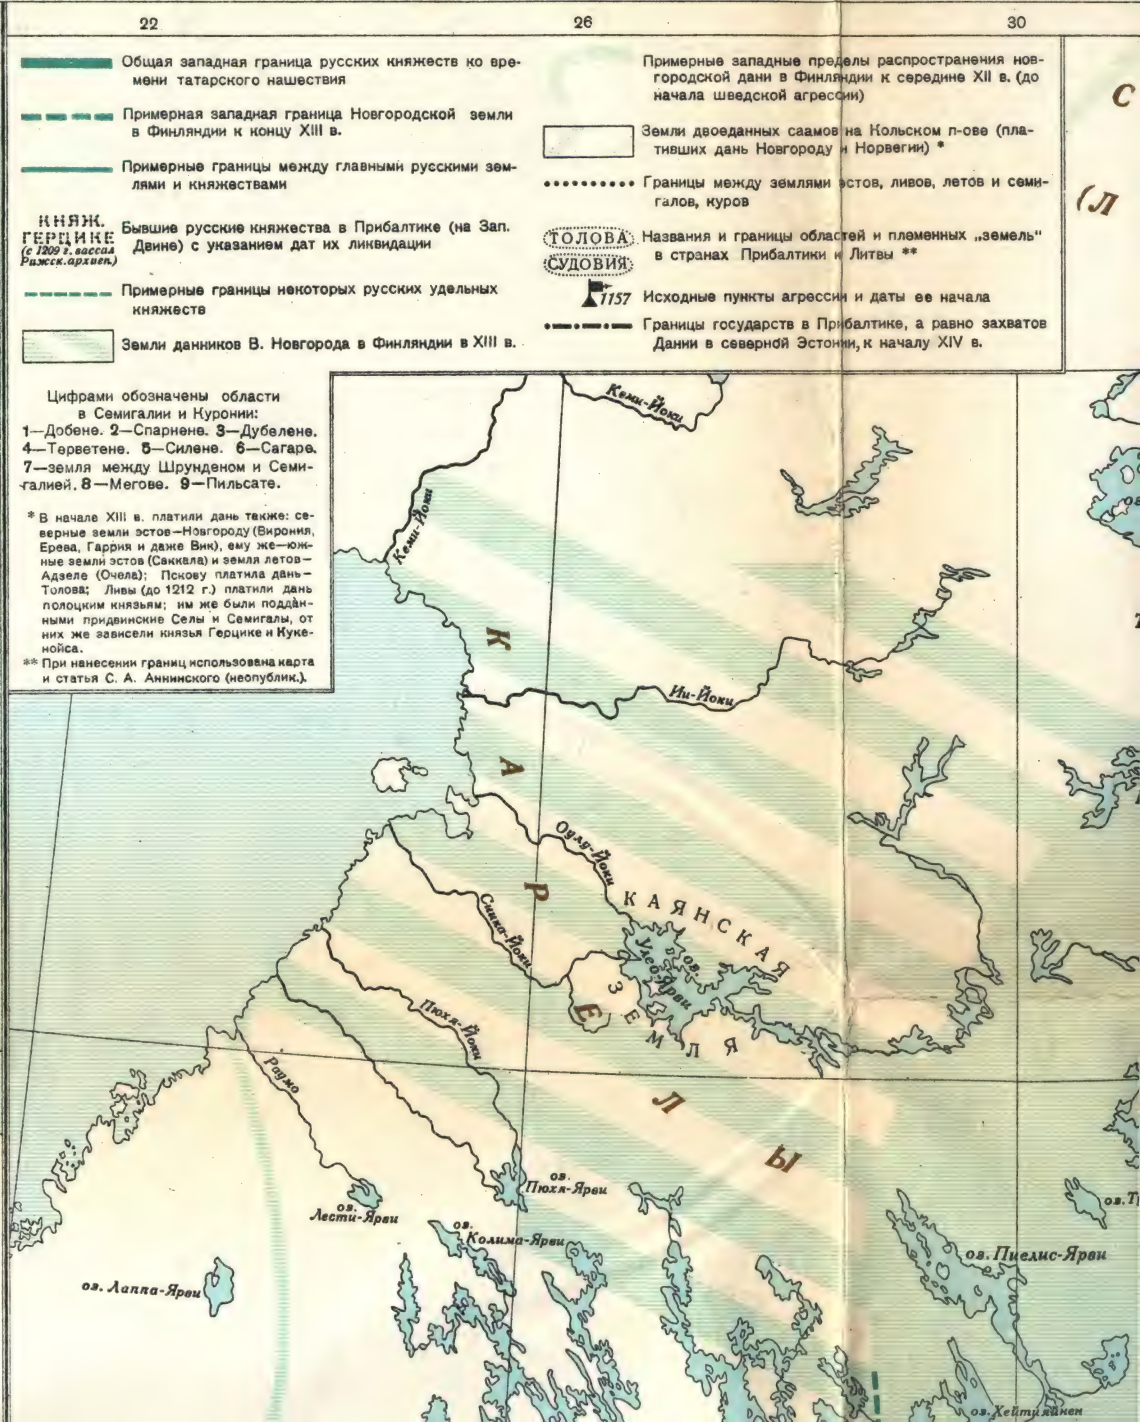 22 26 30
Общая западная граница русских княжеств ко вре-
мени татарского нашествия
Примерная западная граница Новгородской земли
в Финляндии к концу XIII в.
Примерные границы между главными русскими зем-
лями и княжествами
КНЯЖ.
ГЕРЦИКЕ
(с 1209 г. вассал
Рижск. архиеп.)
Бывшие русские княжества в Прибалтике (на Зап.
Двине) с указанием дат их ликвидации
Примерные границы некоторых русских удельных
княжеств
Земли данников В. Новгорода в Финляндии в XIII в.
Примерные западные пределы распространения нов-
городской дани в Финляндии к середине XII в. (до
начала шведской агрессии)
Земли двоеданных саамов на Кольском п-ове (пла-
тивших дань Новгороду и Норвегии) *
Границы между землями эстов, ливов, летов и семи-
галов, куров
ТОЛОВА
СУДОВИЯ
Названия и границы областей и племенных „земель“
в странах Прибалтики и Литвы **
1157
Исходные пункты агрессии и даты ее начала
Границы государств в Прибалтике, а равно захватов
Дании в северной Эстонии, к началу XIV в.
С
(Л
Цифрами обозначены области
в Семигалии и Куронии:
1—Добене. 2—Спарнене. 3—Дубелене.
4—Терветене. 5—Силене. 6—Сагаре.
7—земля между Шрунденом и Семи-
галией. 8—Мегове. 9—Пильсате.
* В начале XIII в. платили дань также: се-
верные земли эстов—Новгороду (Вирония,
Ерева, Гаррия и даже Вик), ему же—юж-
ные земли эстов (Саккала) и земля летов—
Адзеле (Очела); Пскову платила дань—
Толова; Ливы (до 1212 г.) платили дань
полоцким князьям; им же были поддан-
ными придвинские Селы и Семигалы, от
них же зависели князья Герцике и Куке-
нойса.
** При нанесении границ использована карта
и статья С. А. Аннинского (неопублик.).
Кеми-Йоки
Кеми-Йоки
Ии-Йоки
КАРЕЛЫ
Оулу-Йоки
Сиика-Йоки
КАЯНСКАЯ
ЗЕМЛЯ
оз.
Улео-Ярви
Пюхя-Йоки
Раумо
оз.
Пюхя-Ярви
оз.
Лести-Ярви
оз.
Колима-Ярви
оз. Лаппа-Ярви
оз. Пиелис-Ярви
оз. Т
оз. Хейтияйнен